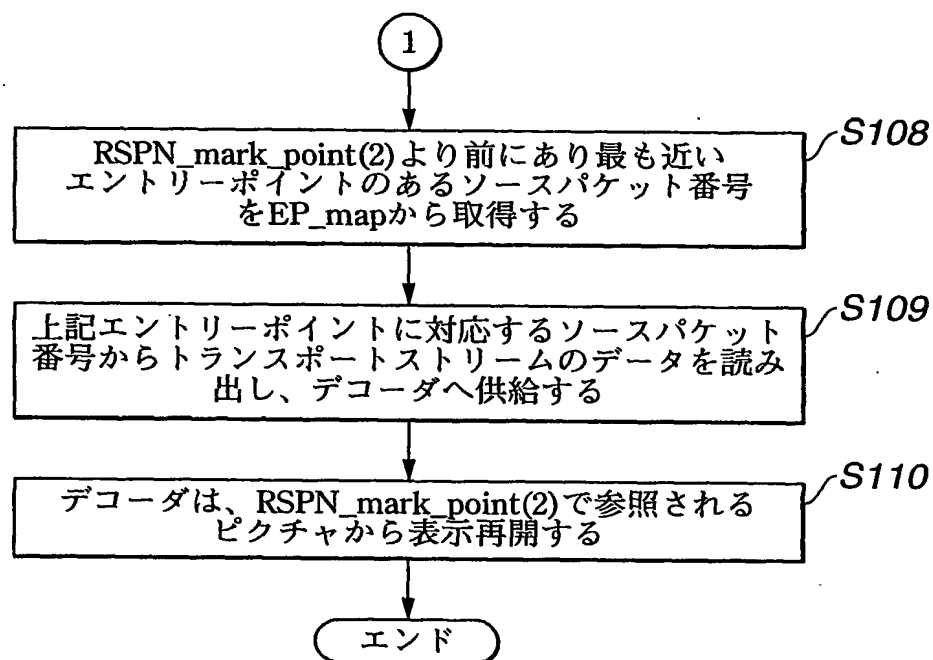 1
S108
RSPN_mark_point(2)より前にあり最も近い
エントリーポイントのあるソースパケット番号
をEP_mapから取得する
S109
上記エントリーポイントに対応するソースパケット
番号からトランスポートストリームのデータを読み
出し、デコーダへ供給する
S110
デコーダは、RSPN_mark_point(2)で参照される
ピクチャから表示再開する
エンド